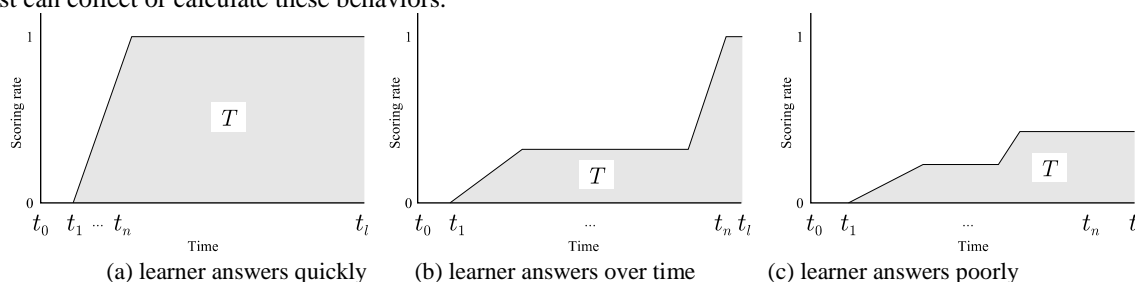 st can collect or calculate these behaviors.
1
Scoring rate
T
0
t0 t1 ... tn tl
Time
(a) learner answers quickly
1
Scoring rate
T
0
t0 t1 ... tn tl
Time
(b) learner answers over time
1
Scoring rate
T
0
t0 t1 ... tn t
Time
(c) learner answers poorly